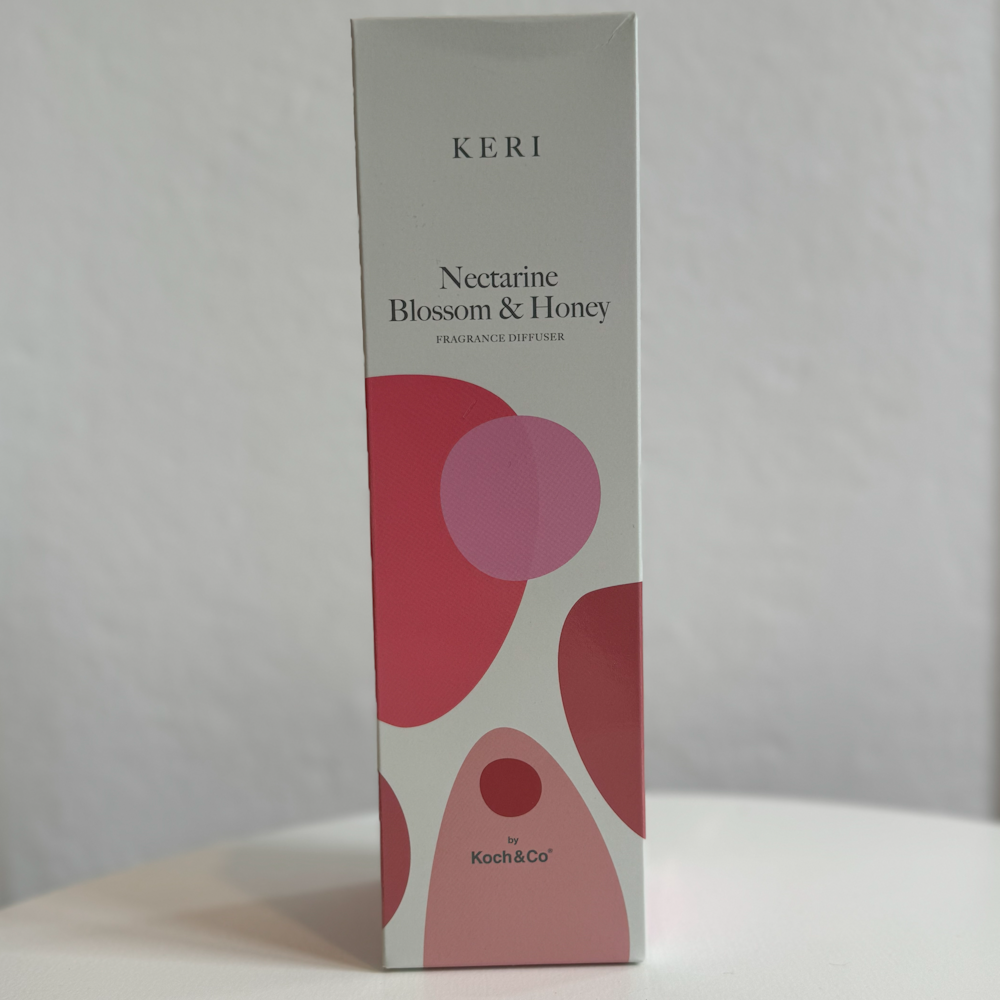 KERI
Nectarine
Blossom & Honey
FRAGRANCE DIFFUSER
by
Koch&Co®